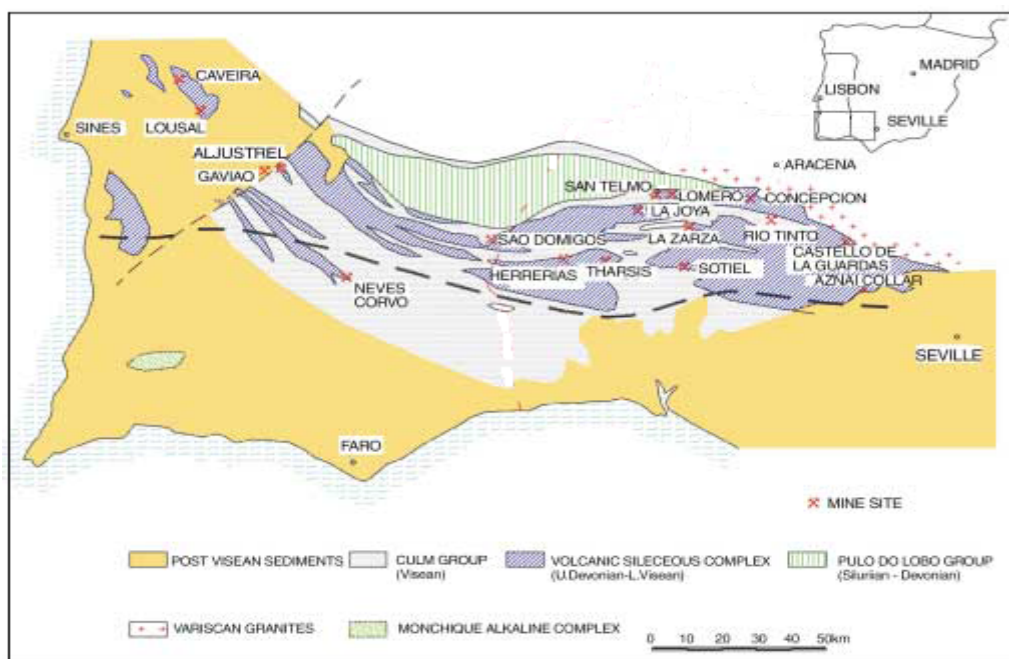 MADRID
LISBON
SEVILLE
CAVEIRA
SINES
LOUSAL
ALJUSTREL
GAVIAO
ARACENA
SAN TELMO
LOMERO
CONCEPCION
LA JOYA
SAO DOMIGOS
LA ZARZA
RIO TINTO
CASTELLO DE
LA GUARDAS
HERRERIAS
THARSIS
SOTIEL
AZNALCOLLAR
NEVES
CORVO
SEVILLE
FARO
MINE SITE
POST VISEAN SEDIMENTS
CULM GROUP
(Visean)
VOLCANIC SILECEOUS COMPLEX
(U.Devonian-L.Visean)
PULO DO LOBO GROUP
(Siluriian - Devonian)
VARISCAN GRANITES
MONCHIQUE ALKALINE COMPLEX
0 10 20 30 40 50km